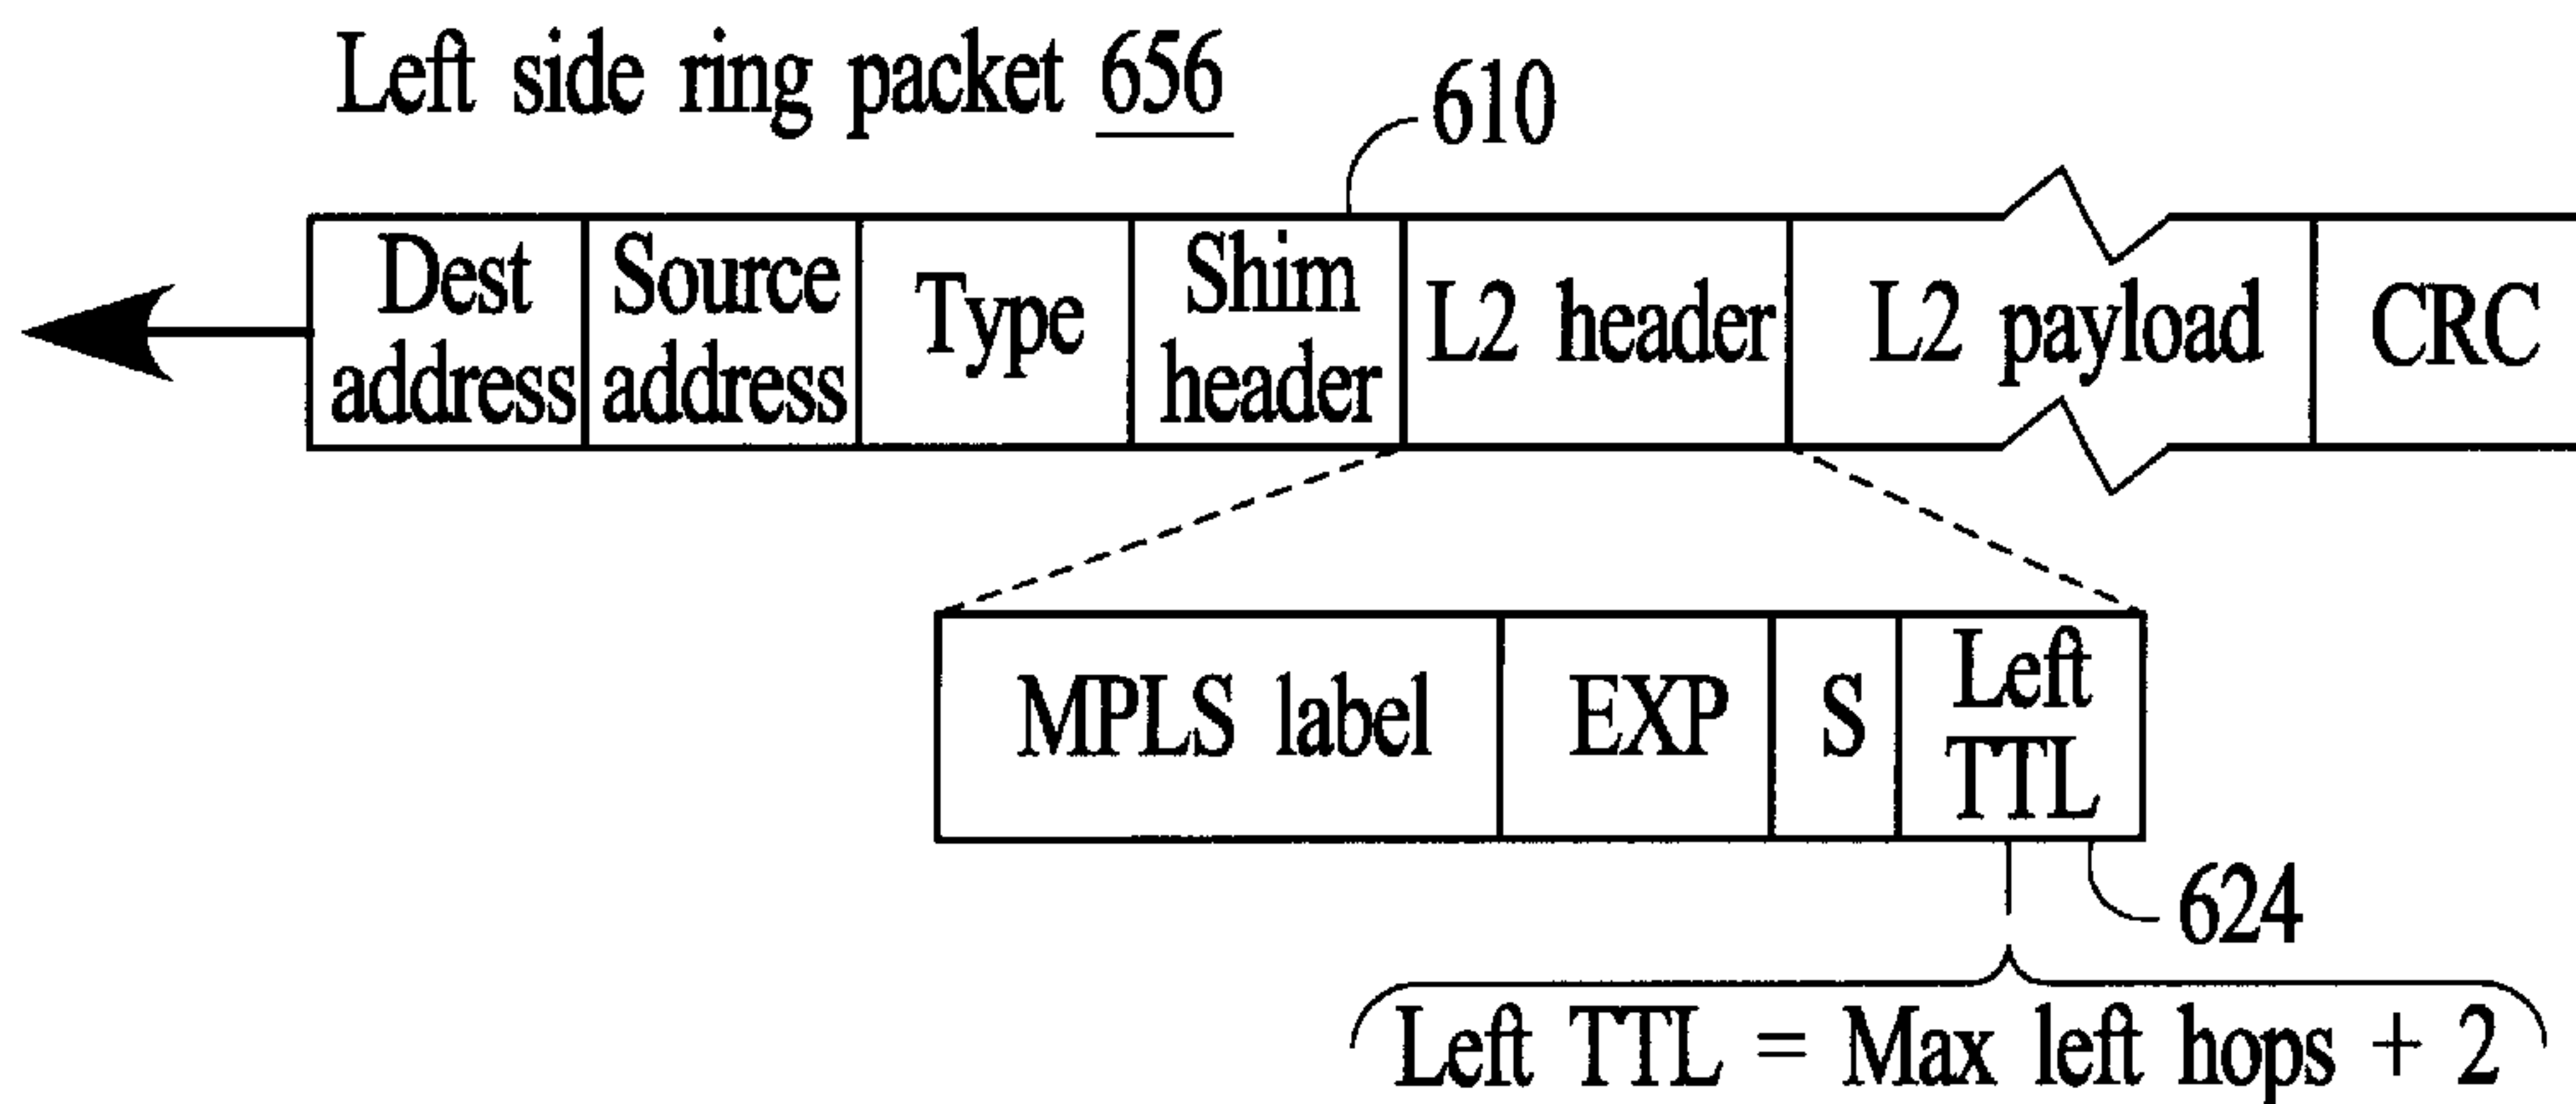 Left side ring packet 656
610
Dest address
Source address
Type
Shim header
L2 header
L2 payload
CRC
MPLS label
EXP
S
Left TTL
624
Left TTL = Max left hops + 2